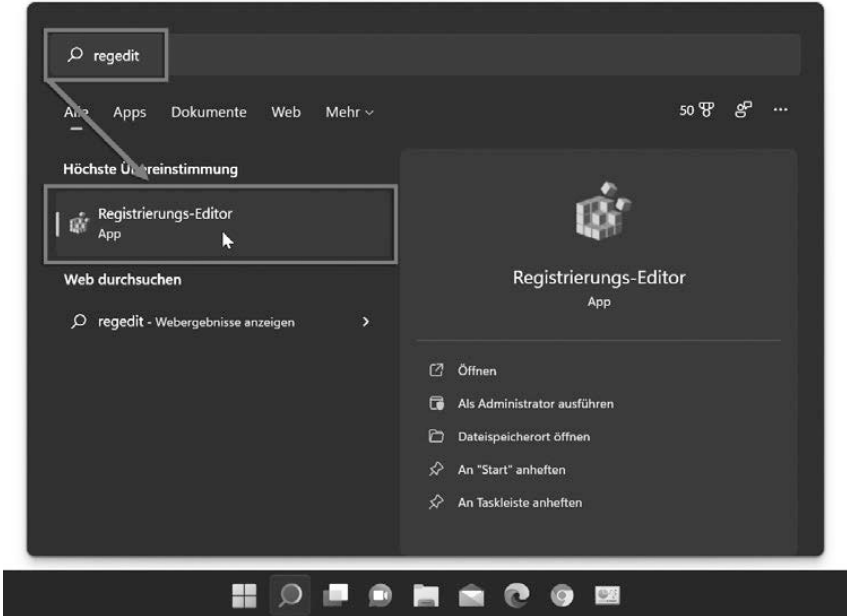 regedit
Alle Apps Dokumente Web Mehr
50
Höchste Übereinstimmung
Registrierungs-Editor
App
Web durchsuchen
regedit - Webergebnisse anzeigen
Registrierungs-Editor
App
Öffnen
Als Administrator ausführen
Dateispeicherort öffnen
An "Start" anheften
An Taskleiste anheften